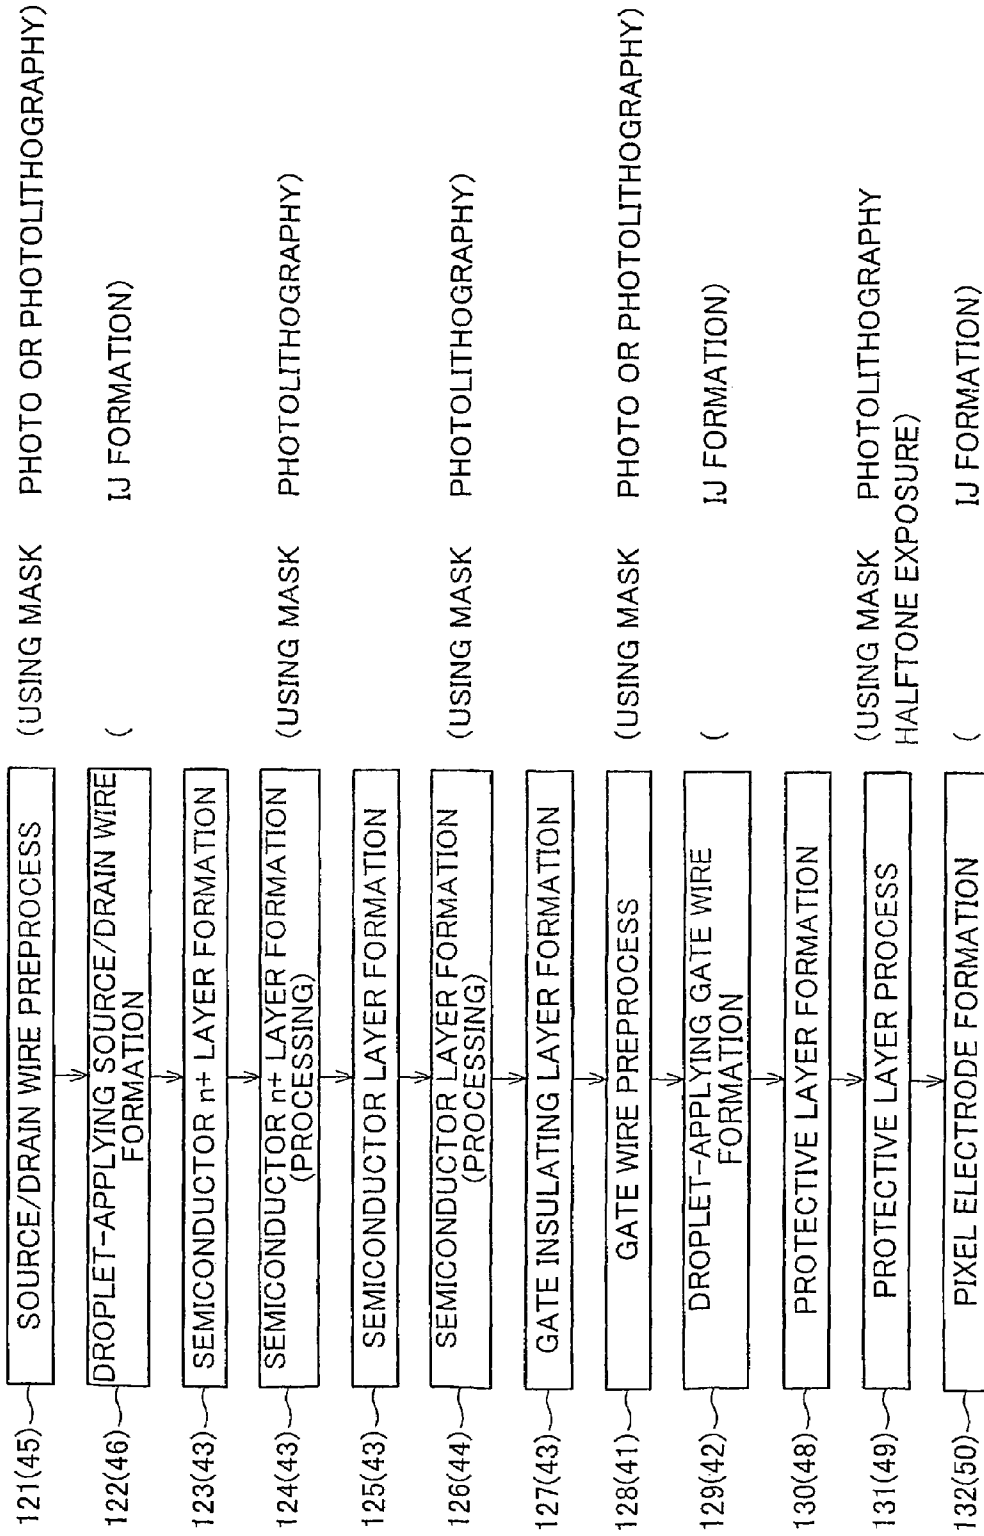 121(45) SOURCE/DRAIN WIRE PREPROCESS (USING MASK PHOTO OR PHOTOLITHOGRAPHY)
122(46) DROPLET-APPLYING SOURCE/DRAIN WIRE ( IJ FORMATION)
FORMATION
123(43) SEMICONDUCTOR n+ LAYER FORMATION
124(43) SEMICONDUCTOR n+ LAYER FORMATION (USING MASK PHOTOLITHOGRAPHY)
(PROCESSING)
125(43) SEMICONDUCTOR LAYER FORMATION
126(44) SEMICONDUCTOR LAYER FORMATION (USING MASK PHOTOLITHOGRAPHY)
(PROCESSING)
127(43) GATE INSULATING LAYER FORMATION
128(41) GATE WIRE PREPROCESS (USING MASK PHOTO OR PHOTOLITHOGRAPHY)
129(42) DROPLET-APPLYING GATE WIRE ( IJ FORMATION)
FORMATION
130(48) PROTECTIVE LAYER FORMATION
131(49) PROTECTIVE LAYER PROCESS (USING MASK PHOTOLITHOGRAPHY
HALFTONE EXPOSURE)
132(50) PIXEL ELECTRODE FORMATION ( IJ FORMATION)